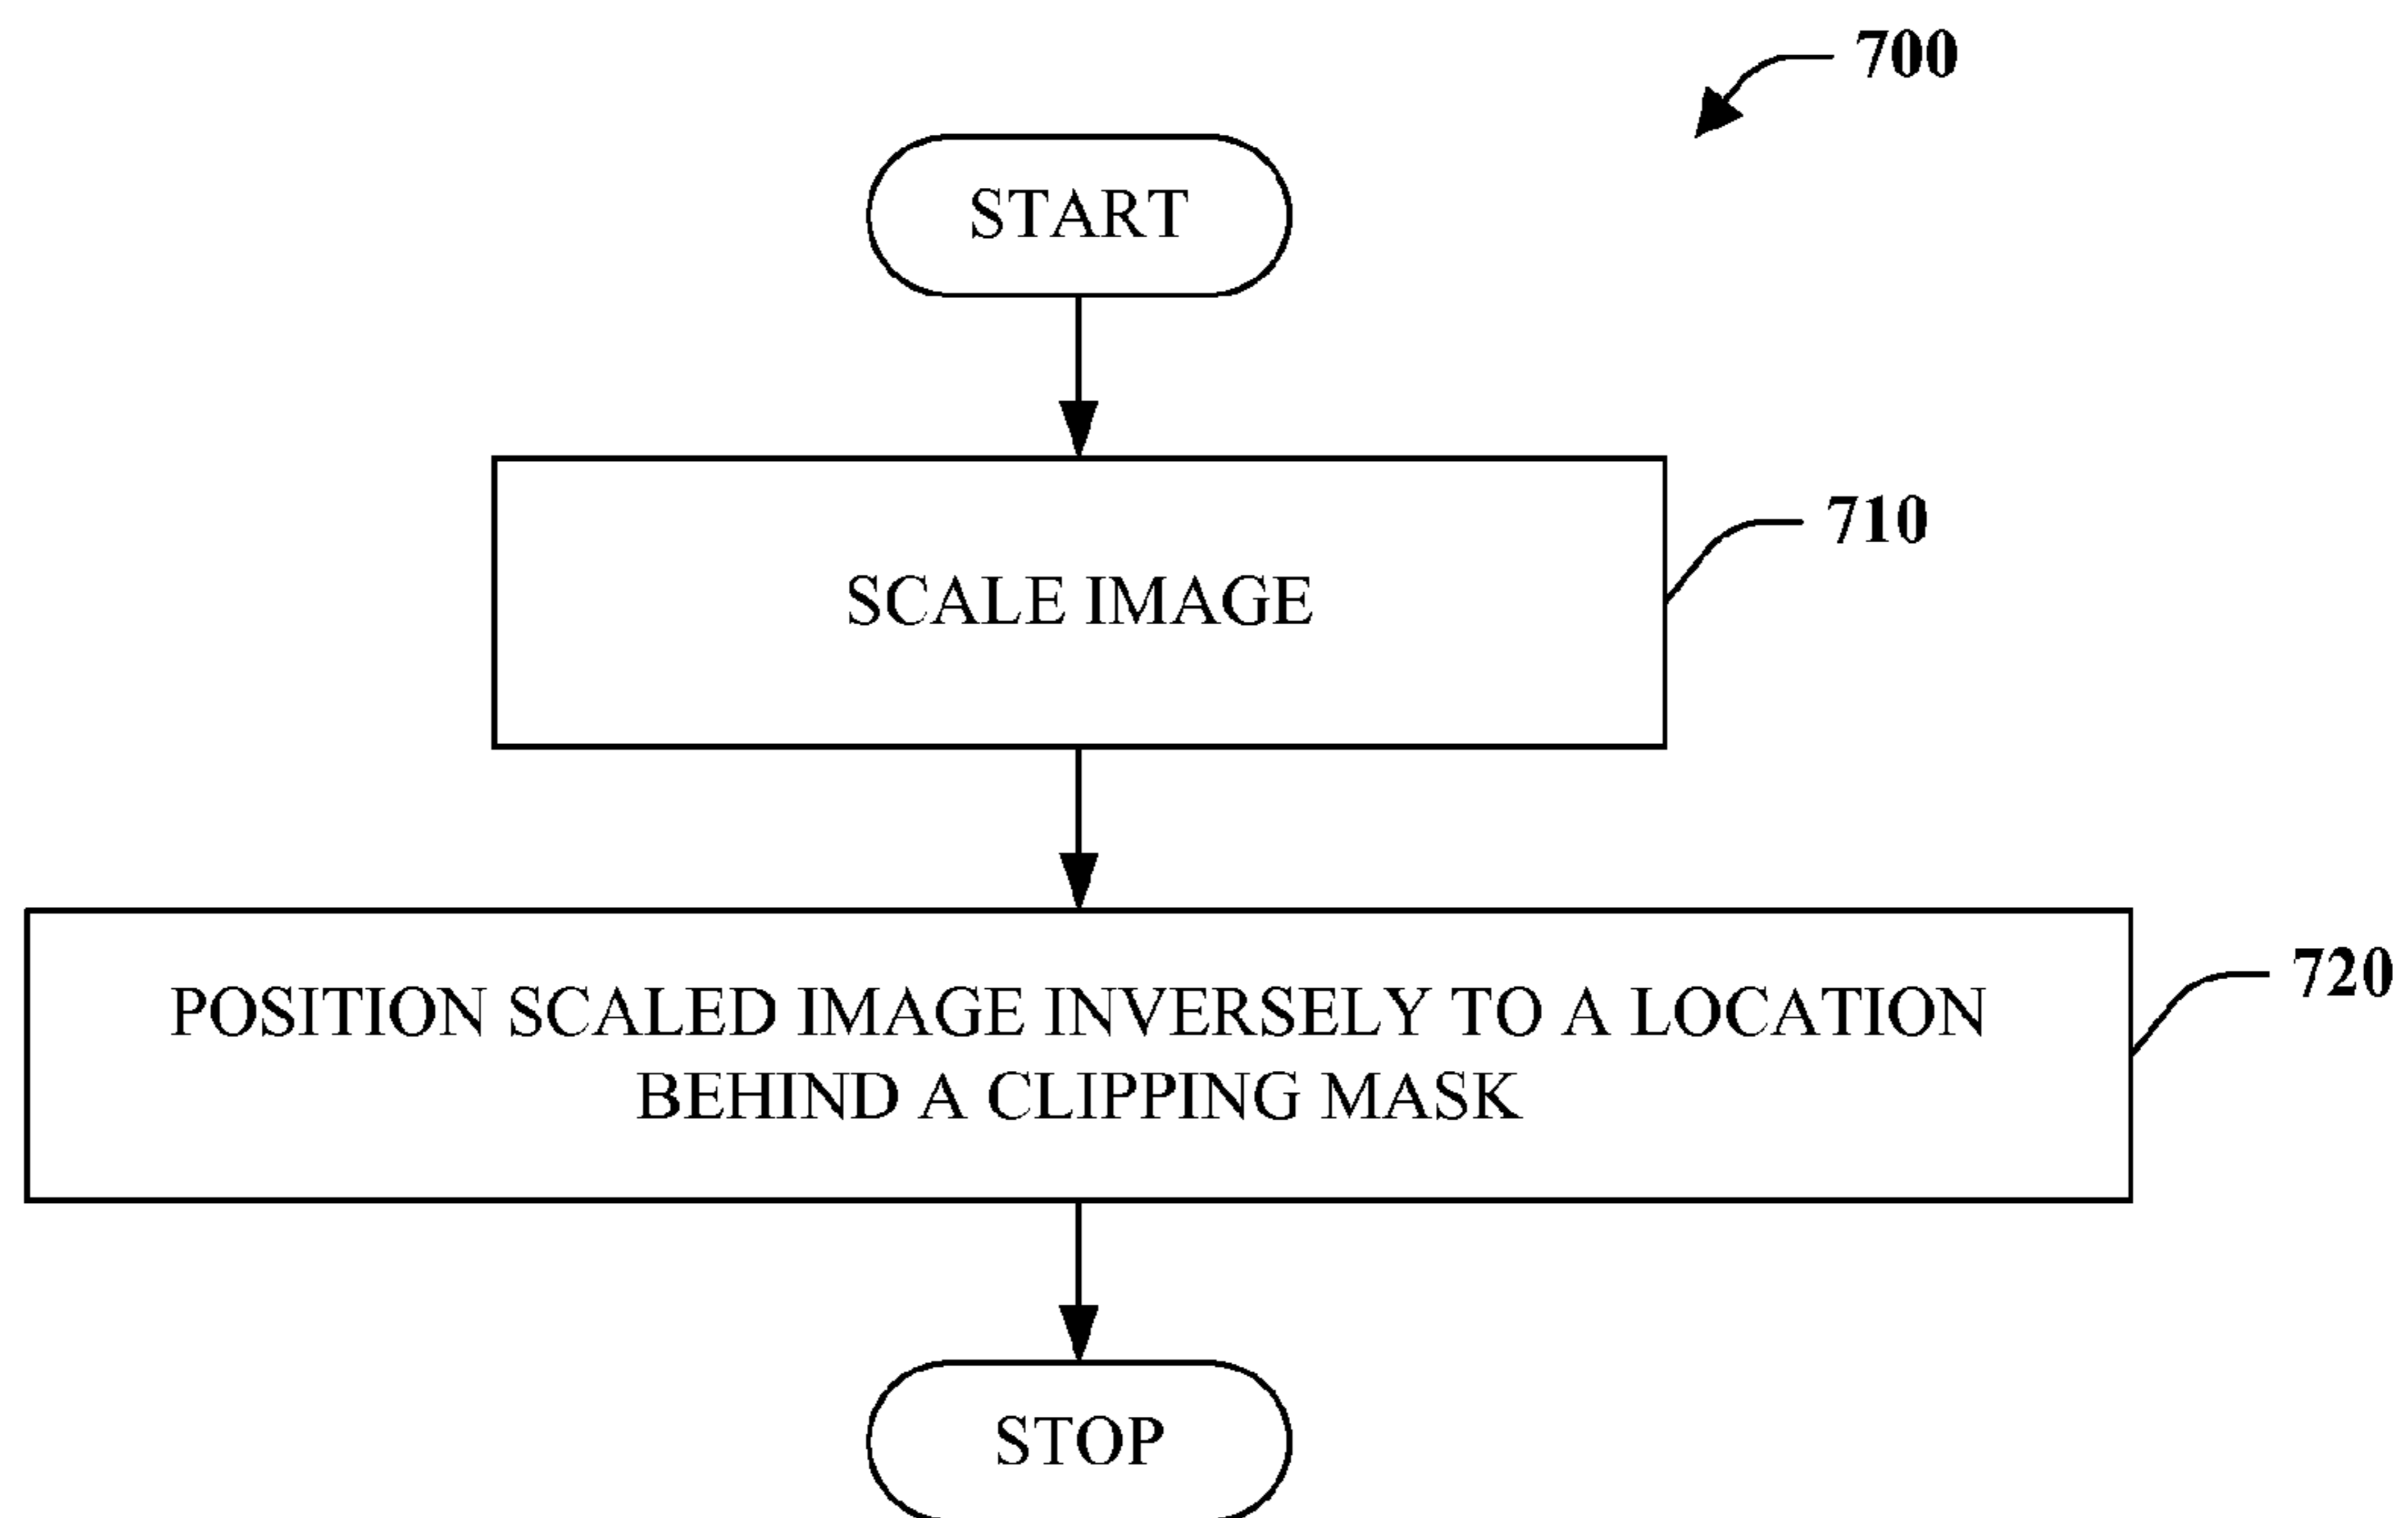 700
START
710
SCALE IMAGE
720
POSITION SCALED IMAGE INVERSELY TO A LOCATION
BEHIND A CLIPPING MASK
STOP